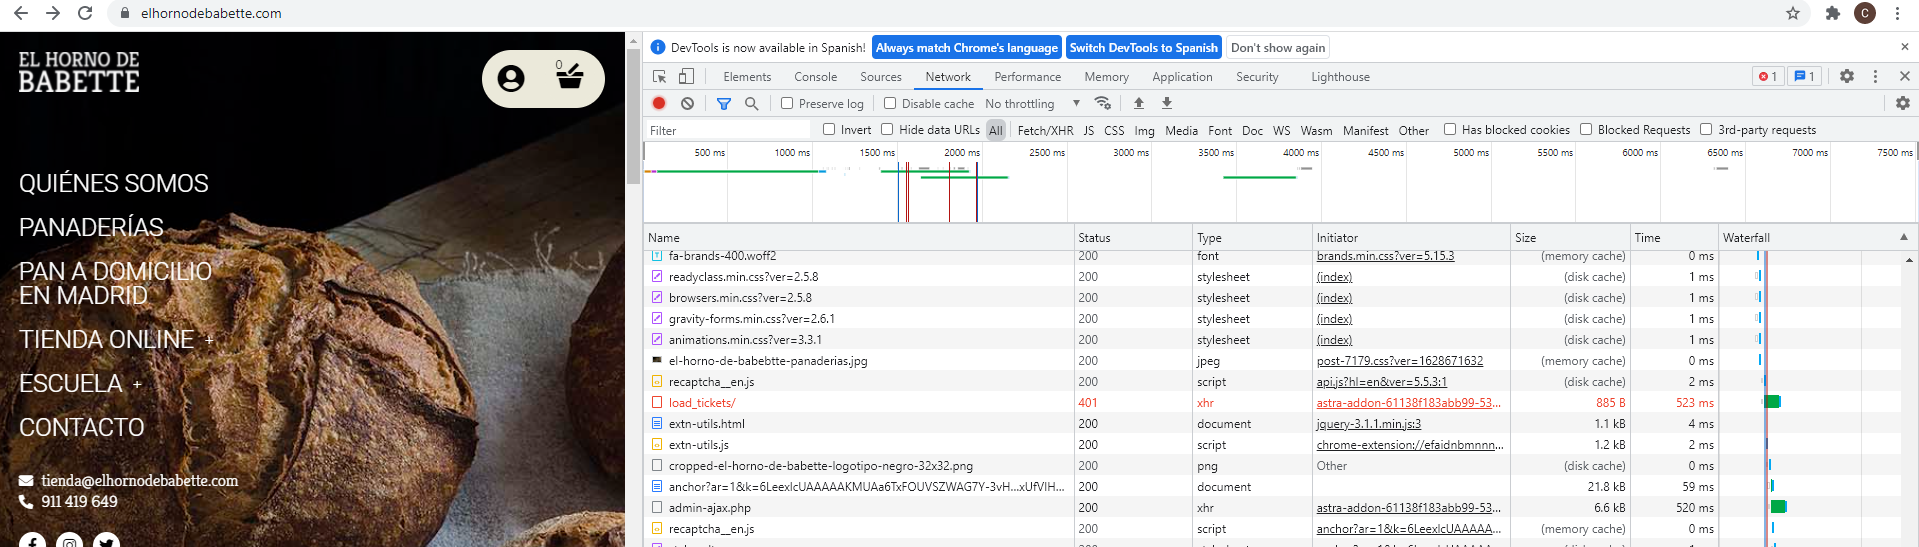 elhornodebabette.com
C
EL HORNO DE
BABETTE
0
QUIÉNES SOMOS
PANADERÍAS
PAN A DOMICILIO
EN MADRID
TIENDA ONLINE +
ESCUELA +
CONTACTO
tienda@elhornodebabette.com
911 419 649
DevTools is now available in Spanish! Always match Chrome's language Switch DevTools to Spanish Don't show again
Elements Console Sources Network Performance Memory Application Security Lighthouse 1 1
Preserve log Disable cache No throttling
Filter Invert Hide data URLs All Fetch/XHR JS CSS Img Media Font Doc WS Wasm Manifest Other Has blocked cookies Blocked Requests 3rd-party requests
500 ms 1000 ms 1500 ms 2000 ms 2500 ms 3000 ms 3500 ms 4000 ms 4500 ms 5000 ms 5500 ms 6000 ms 6500 ms 7000 ms 7500 ms
Name Status Type Initiator Size Time Waterfall
fa-brands-400.woff2 200 font brands.min.css?ver=5.15.3 (memory cache) 0 ms
readyclass.min.css?ver=2.5.8 200 stylesheet (index) (disk cache) 1 ms
browsers.min.css?ver=2.5.8 200 stylesheet (index) (disk cache) 1 ms
gravity-forms.min.css?ver=2.6.1 200 stylesheet (index) (disk cache) 1 ms
animations.min.css?ver=3.3.1 200 stylesheet (index) (disk cache) 1 ms
el-horno-de-babebtte-panaderias.jpg 200 jpeg post-7179.css?ver=1628671632 (memory cache) 0 ms
recaptcha__en.js 200 script api.js?hl=en&ver=5.5.3:1 (disk cache) 2 ms
load_tickets/ 401 xhr astra-addon-61138f183abb99-53... 885 B 523 ms
extn-utils.html 200 document jquery-3.1.1.min.js:3 1.1 kB 4 ms
extn-utils.js 200 script chrome-extension://efaidnbmnnn... 1.2 kB 2 ms
cropped-el-horno-de-babette-logotipo-negro-32x32.png 200 png Other (disk cache) 0 ms
anchor?ar=1&k=6LeexlcUAAAAAKMUAa6TxFOUVSZWAG7Y-3vH...xUfVIH... 200 document 21.8 kB 59 ms
admin-ajax.php 200 xhr astra-addon-61138f183abb99-53... 6.6 kB 520 ms
recaptcha__en.js 200 script anchor?ar=1&k=6LeexlcUAAAAA... (memory cache) 0 ms